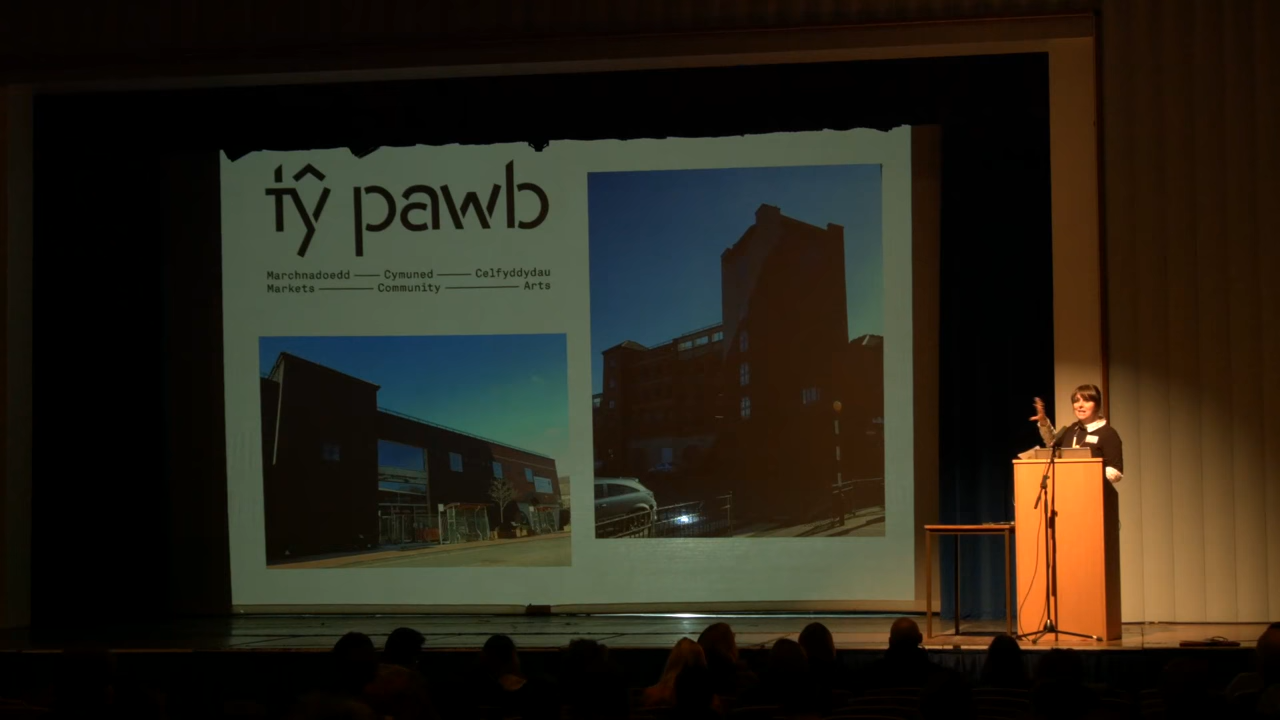 tŷ pawb
Marchnadoedd — Cymuned — Celfyddydau
Markets — Community — Arts